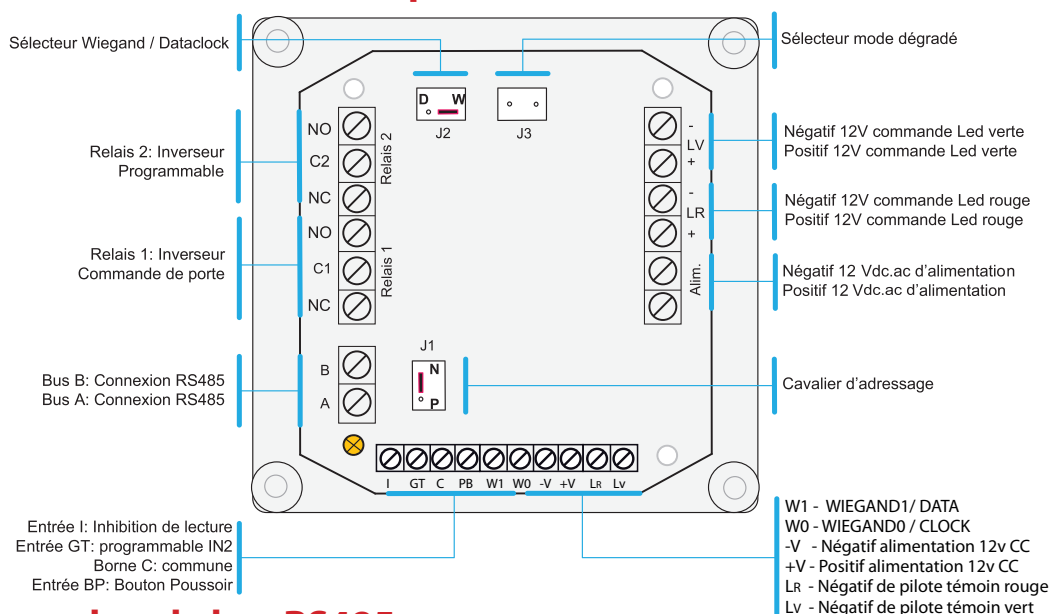 Sélecteur Wiegand / Dataclock
Sélecteur mode dégradé
D W
J2
J3
NO
C2
NC
Relais 2
NO
C1
NC
Relais 1
Relais 2: Inverseur
Programmable
Relais 1: Inverseur
Commande de porte
-
LV
+
-
LR
+
Alim.
Négatif 12V commande Led verte
Positif 12V commande Led verte
Négatif 12V commande Led rouge
Positif 12V commande Led rouge
Négatif 12 Vdc.ac d'alimentation
Positif 12 Vdc.ac d'alimentation
J1
N
P
B
A
Bus B: Connexion RS485
Bus A: Connexion RS485
Cavalier d'adressage
I GT C PB W1 W0 -V +V LR LV
Entrée I: Inhibition de lecture
Entrée GT: programmable IN2
Borne C: commune
Entrée BP: Bouton Poussoir
W1 - WIEGAND1/ DATA
W0 - WIEGAND0 / CLOCK
-V - Négatif alimentation 12v CC
+V - Positif alimentation 12v CC
LR - Négatif de pilote témoin rouge
LV - Négatif de pilote témoin vert
RS485